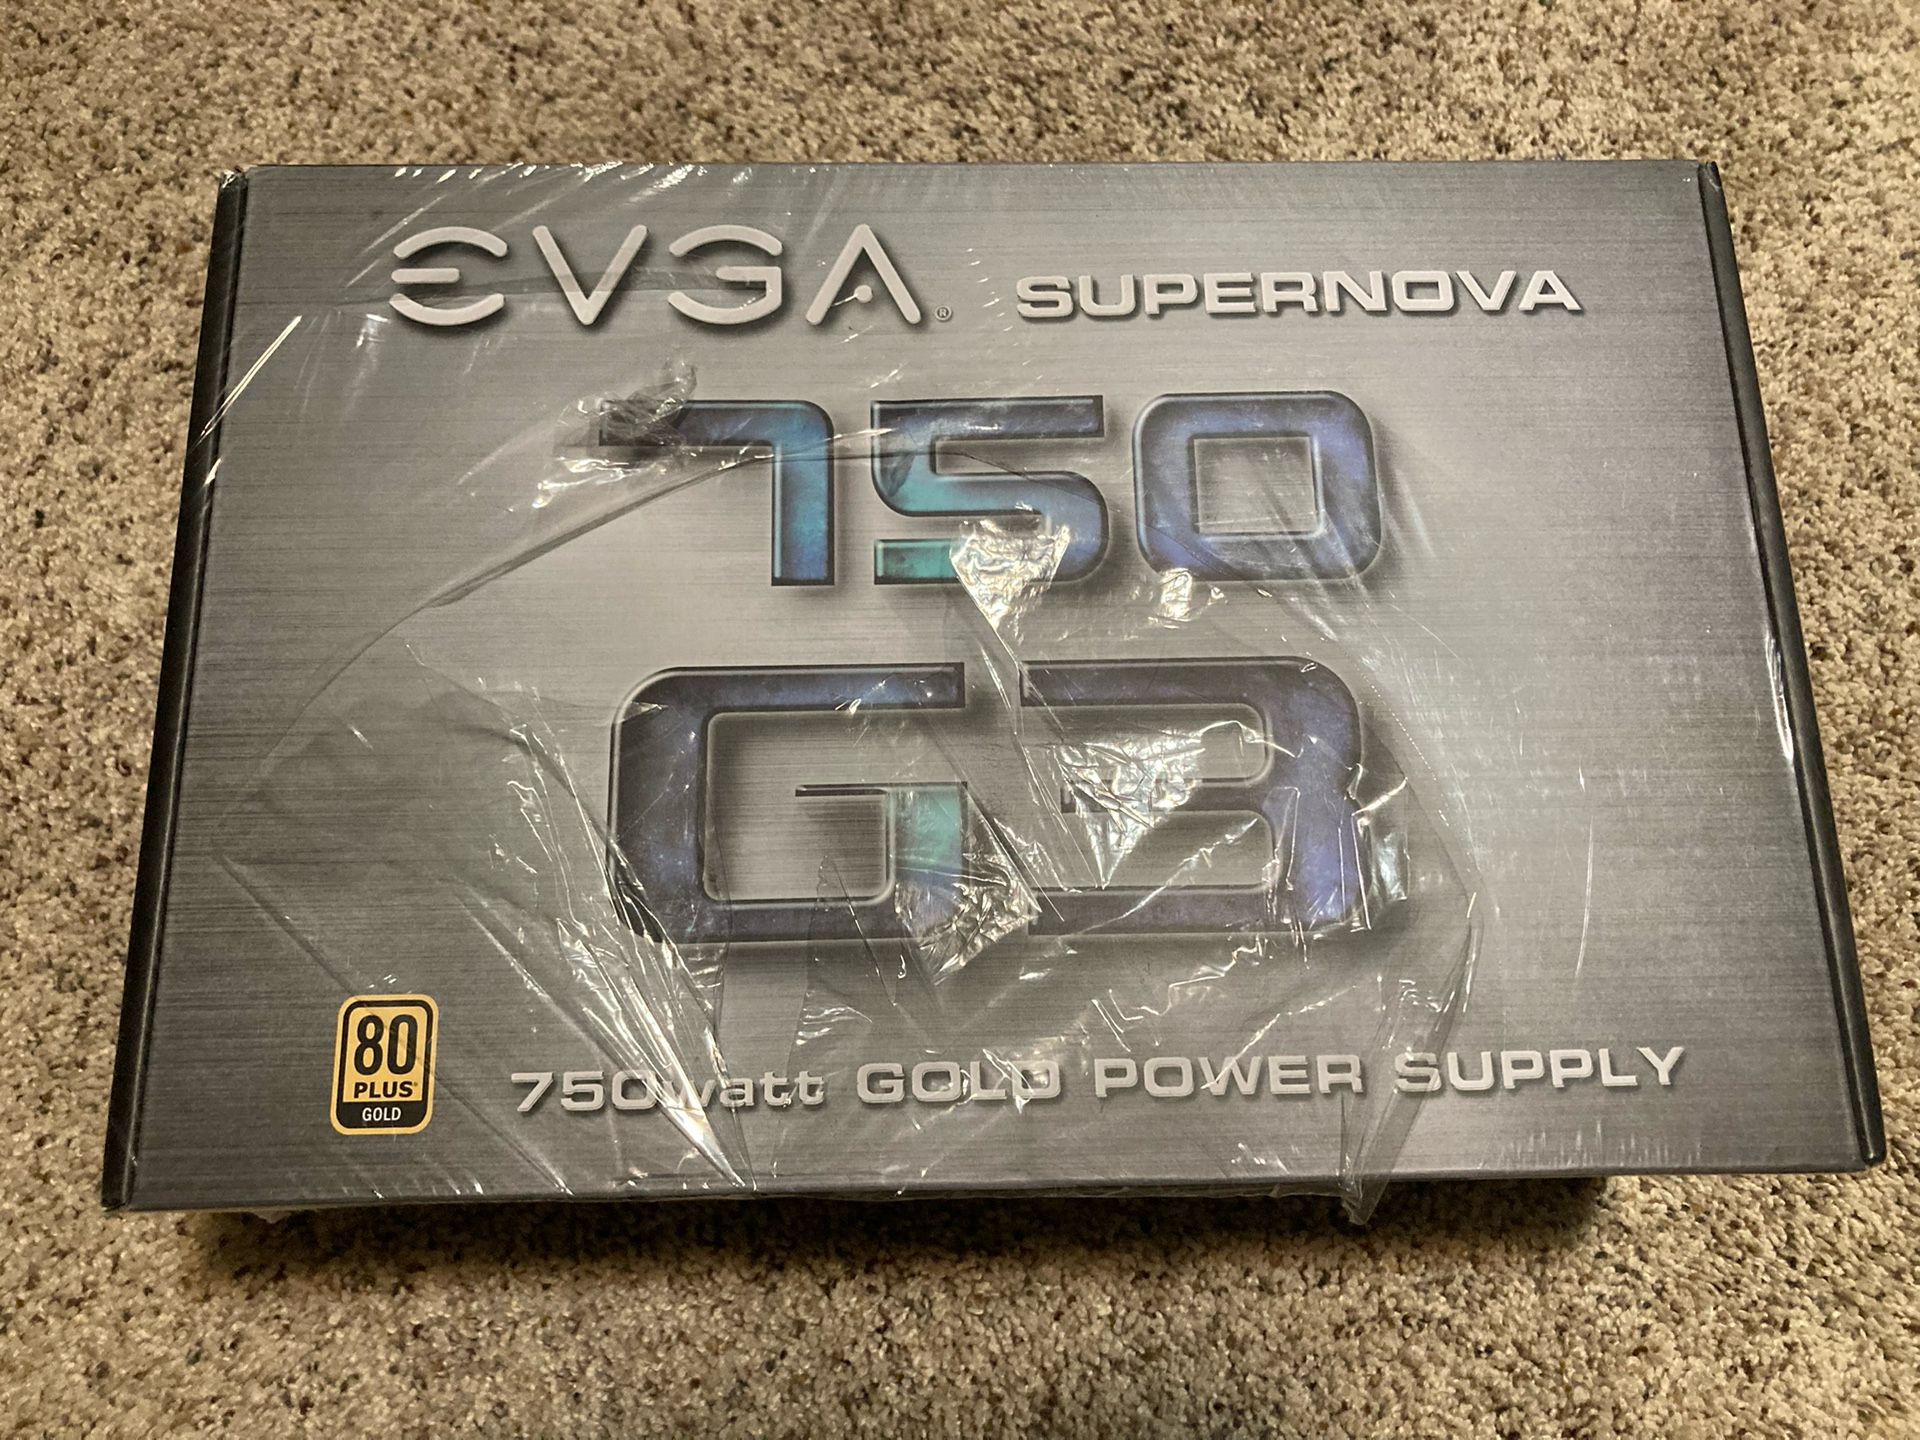 EVGA® SUPERNOVA
750
G3
80
PLUS®
GOLD
750watt GOLD POWER SUPPLY